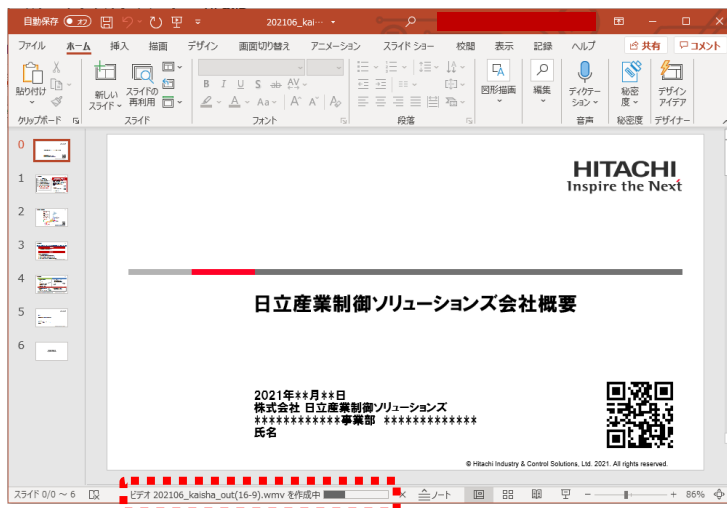 自動保存 オフ 202106_kai… 
ファイル ホーム 挿入 描画 デザイン 画面切り替え アニメーション スライド ショー 校閲 表示 記録 ヘルプ 共有 コメント
貼り付け 新しいスライド スライドの再利用 B I U S ab AV Aa A A 図形描画 編集 ディクテーション 秘密度 デザインアイデア
クリップボード スライド フォント 段落 音声 秘密度 デザイナー
0
1
2
3
4
5
6
HITACHI
Inspire the Next
日立産業制御ソリューションズ会社概要
2021年**月**日
株式会社 日立産業制御ソリューションズ
************事業部 *************
氏名
© Hitachi Industry & Control Solutions, Ltd. 2021. All rights reserved.
スライド 0/0 ～ 6 ビデオ 202106_kaisha_out(16-9).wmv を作成中 ノート 86%